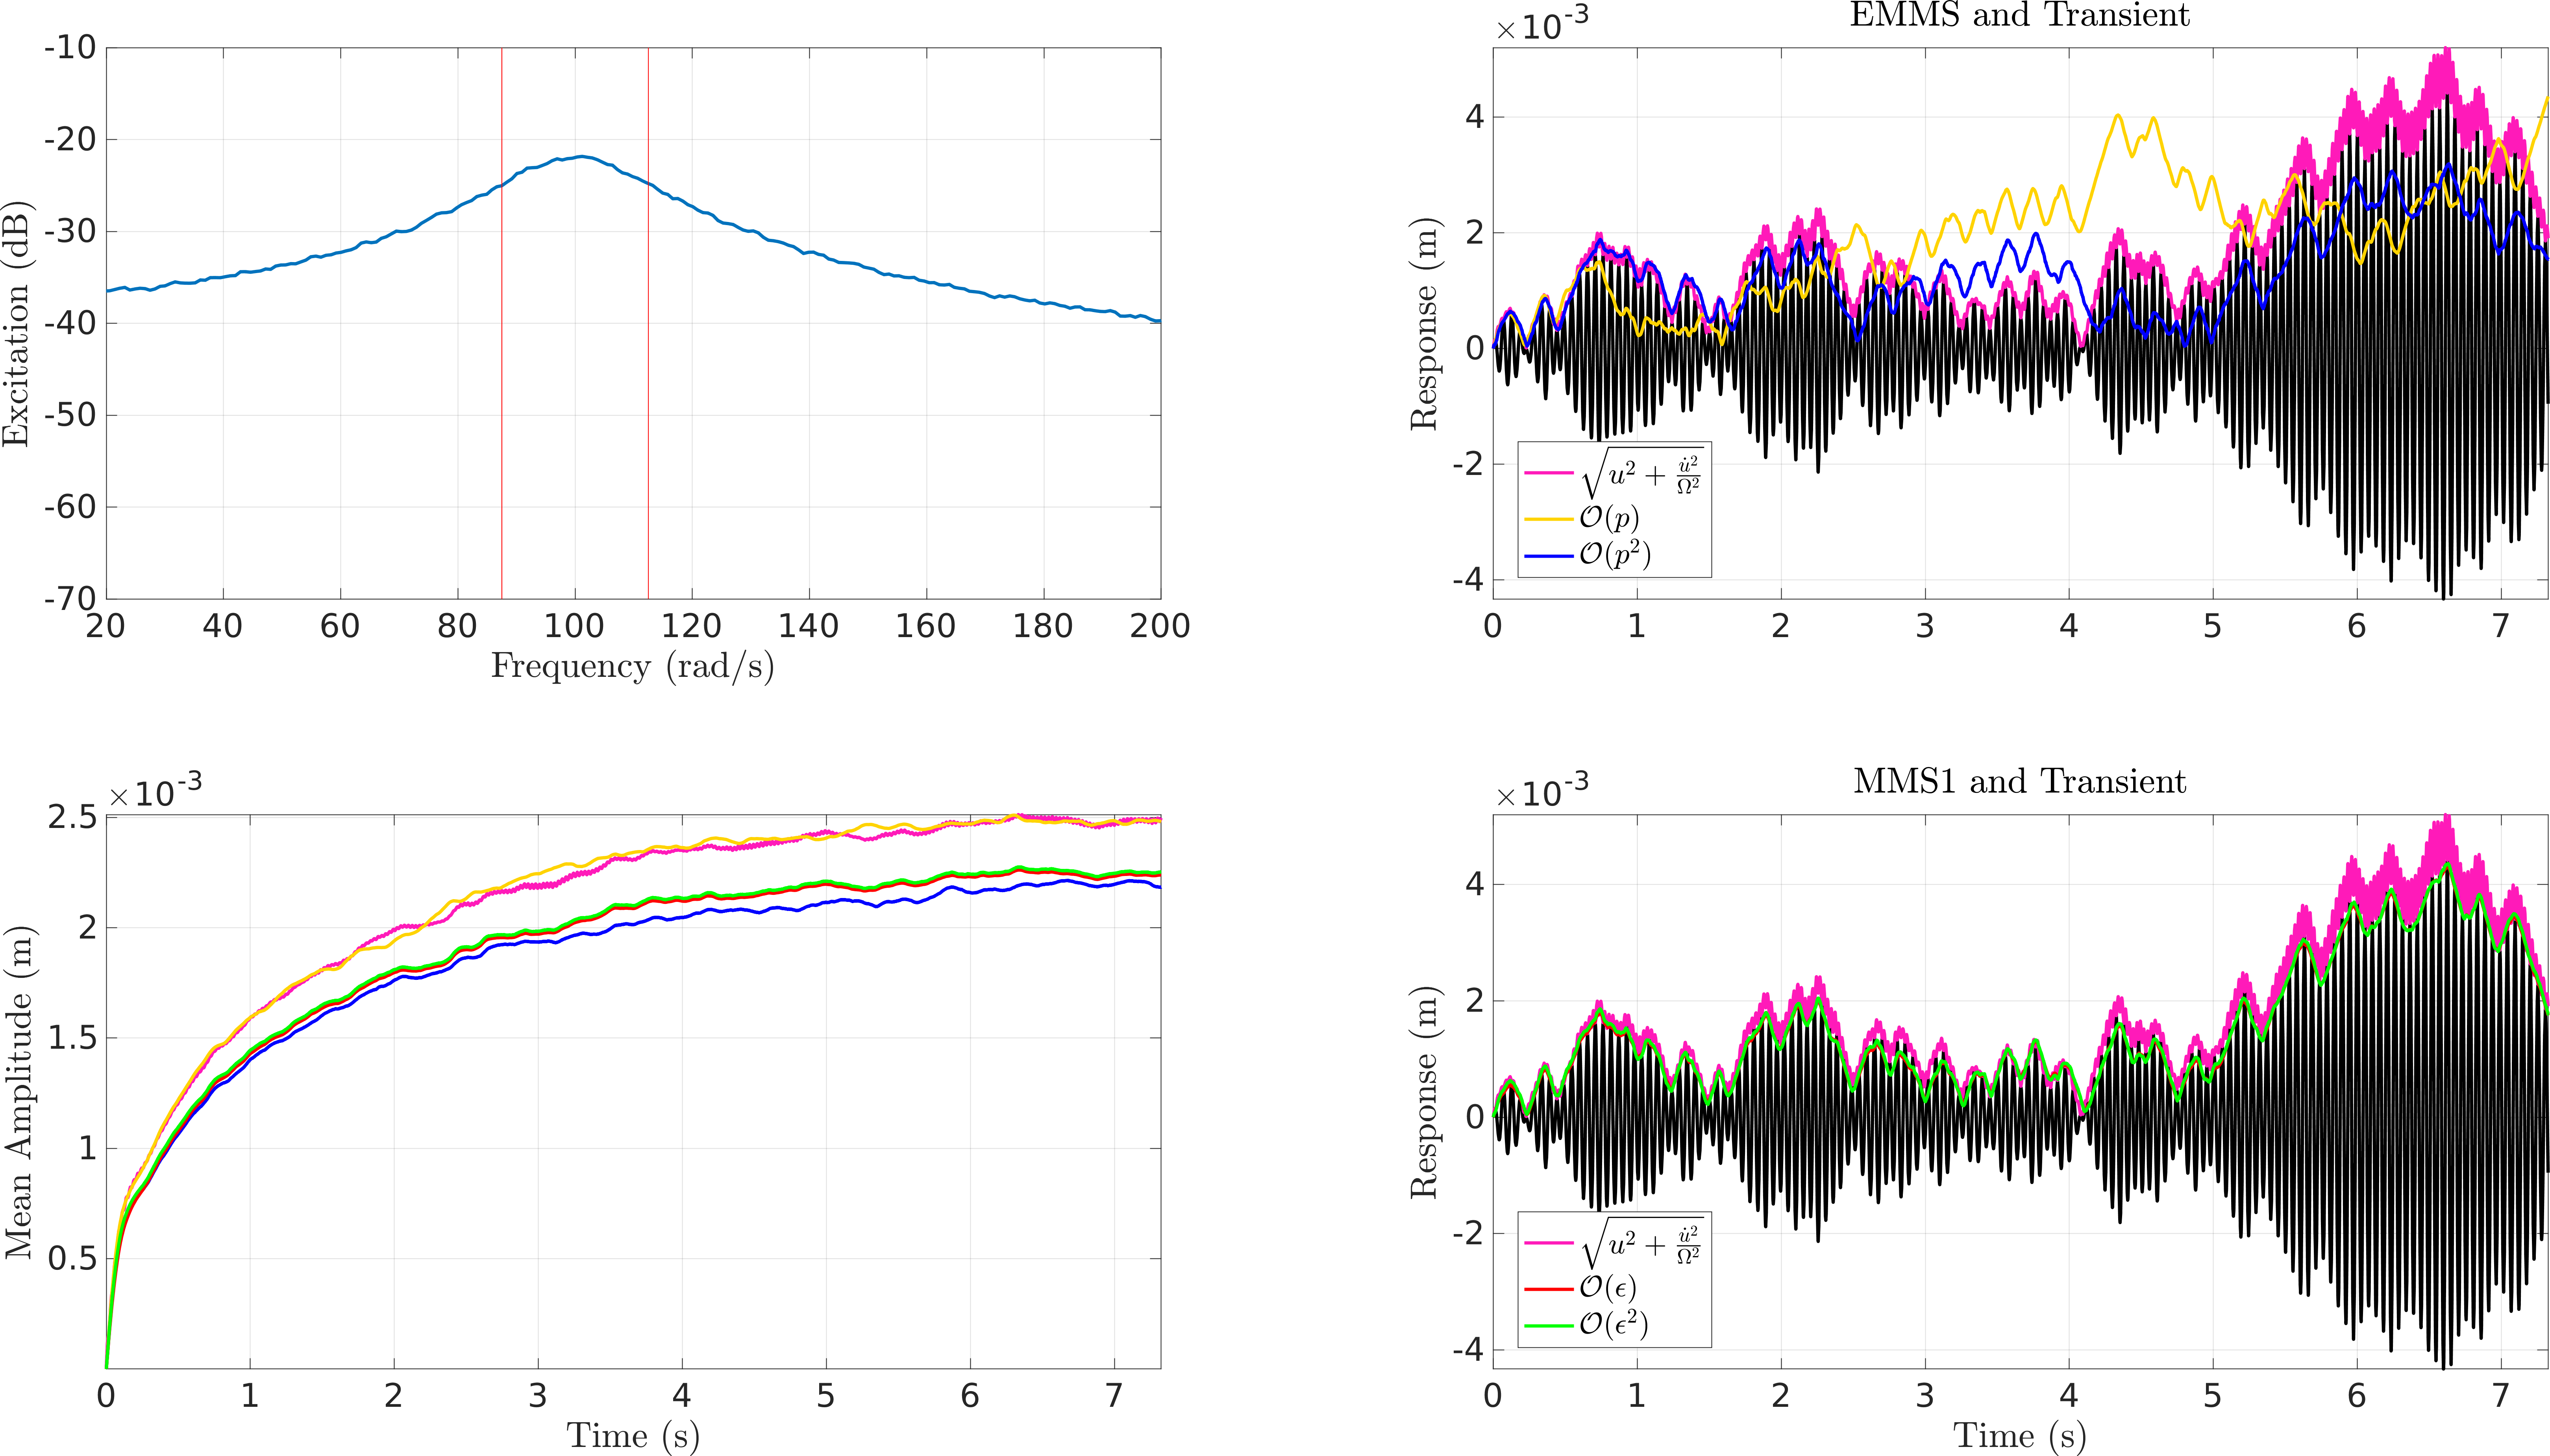 -10
-20
-30
-40
-50
-60
-70
Excitation (dB)
20 40 60 80 100 120 140 160 180 200
Frequency (rad/s)
EMMS and Transient
×10⁻³
4
2
0
-2
-4
Response (m)
√(u² + u̇²/Ω²)
𝒪(p)
𝒪(p²)
0 1 2 3 4 5 6 7
×10⁻³
2.5
2
1.5
1
0.5
Mean Amplitude (m)
0 1 2 3 4 5 6 7
Time (s)
MMS1 and Transient
×10⁻³
4
2
0
-2
-4
Response (m)
√(u² + u̇²/Ω²)
𝒪(ϵ)
𝒪(ϵ²)
0 1 2 3 4 5 6 7
Time (s)